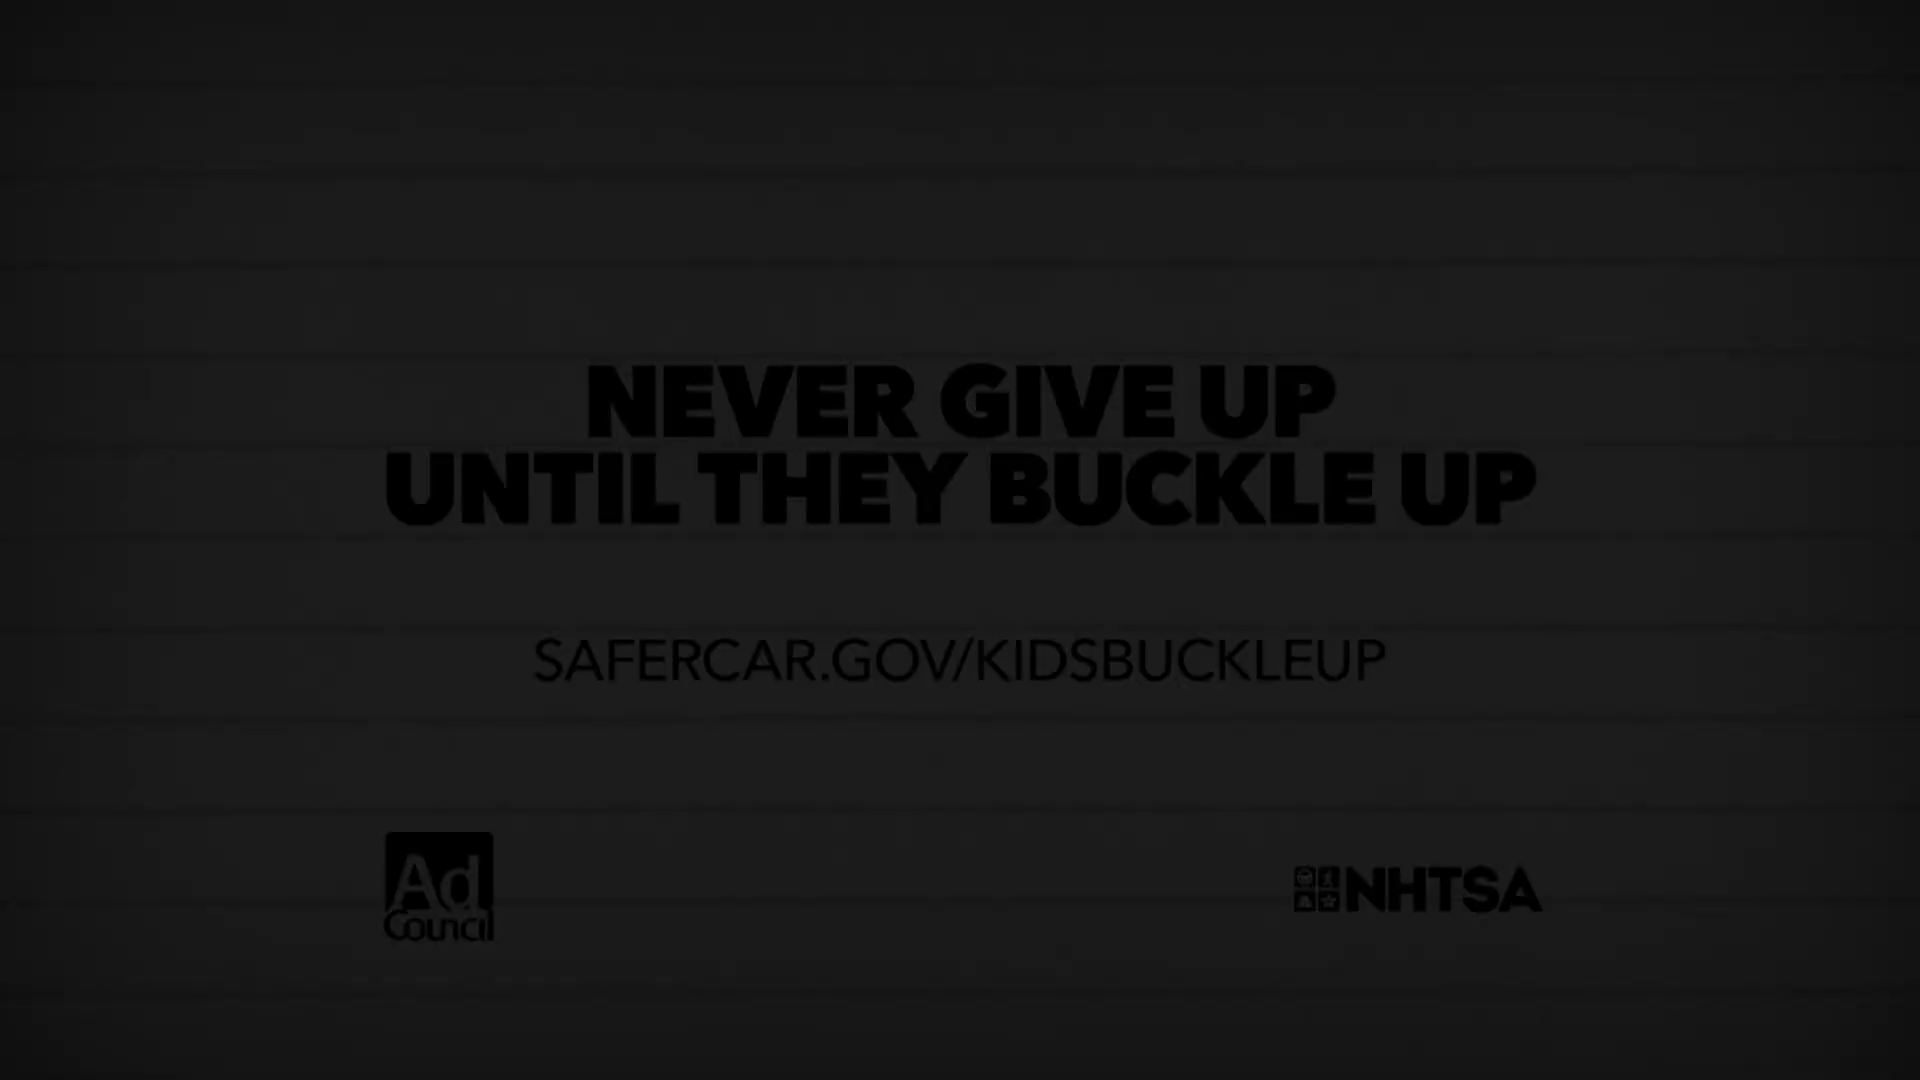 NEVER GIVE UP
UNTIL THEY BUCKLE UP
SAFERCAR.GOV/KIDSBUCKLEUP
Ad
Council
NHTSA